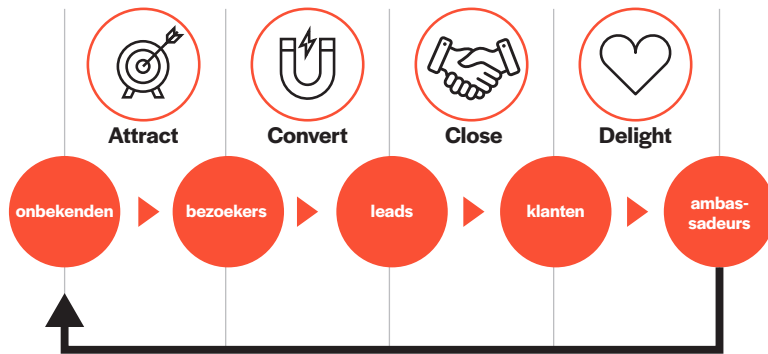 Attract
Convert
Close
Delight
onbekenden
bezoekers
leads
klanten
ambas-
sadeurs